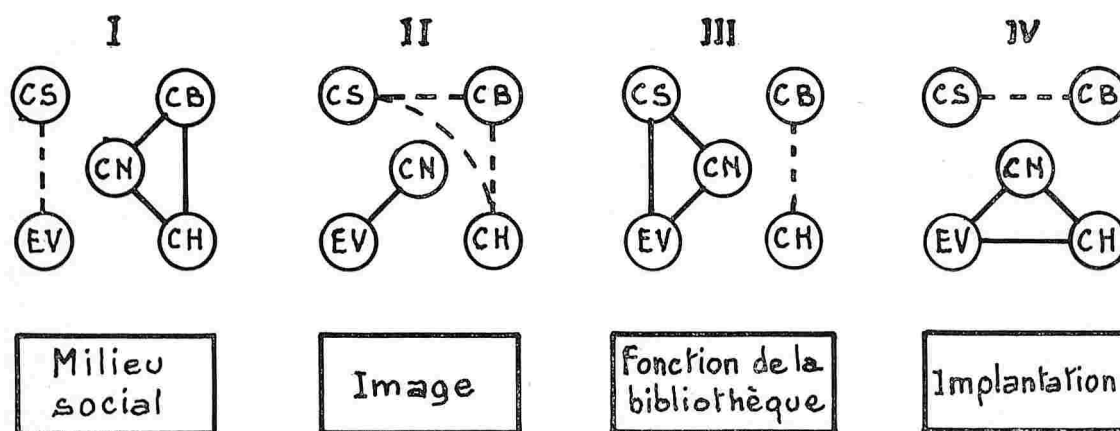 I
II
III
IV
CS
CB
CN
EV
CH
CS
CB
CN
EV
CH
CS
CB
CN
EV
CH
CS
CB
CN
EV
CH
Milieu
social
Image
Fonction de la
bibliothèque
Implantation